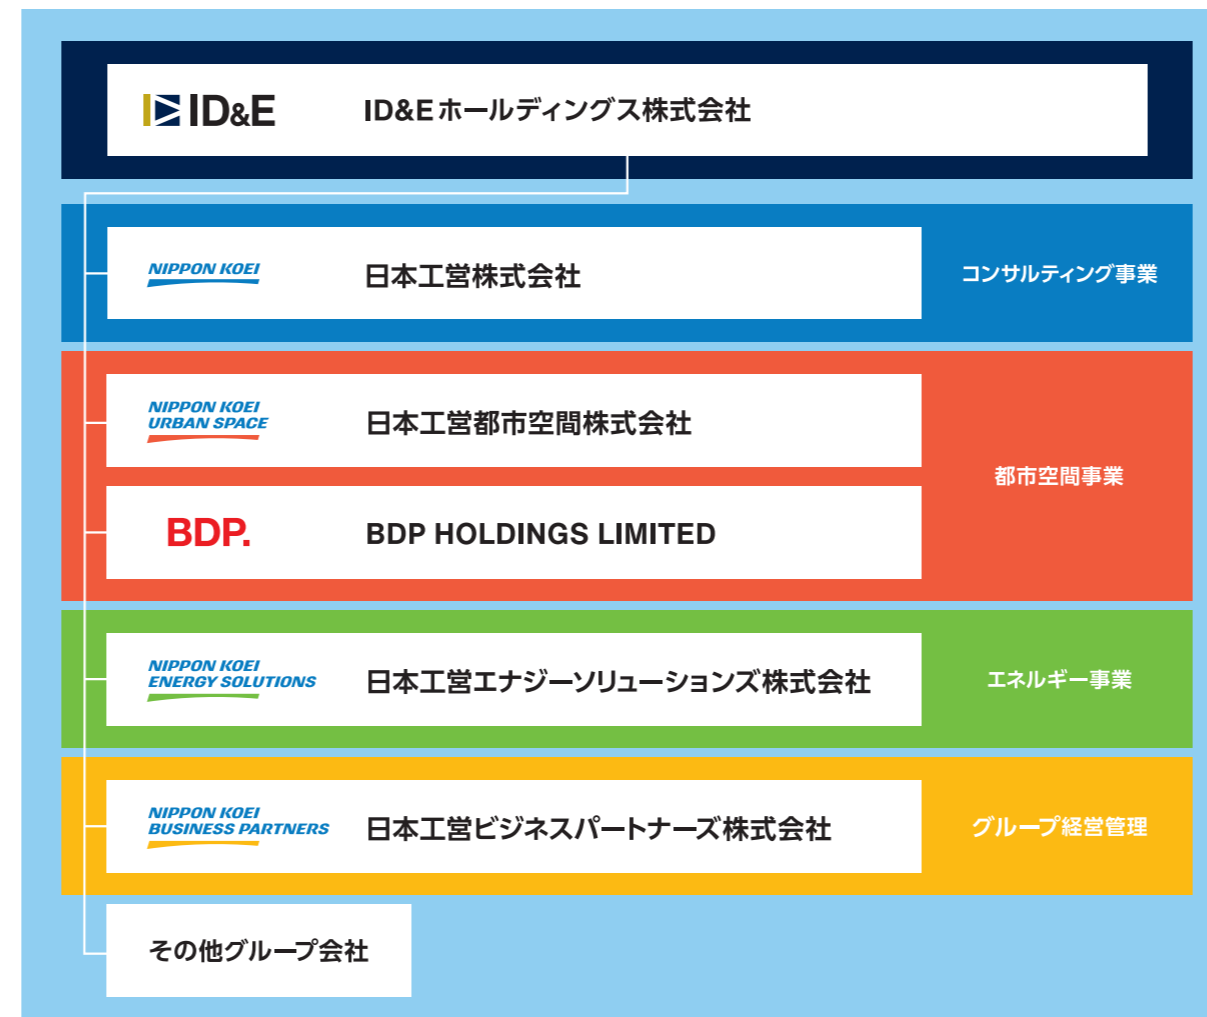 ID&E
ID&Eホールディングス株式会社
NIPPON KOEI
日本工営株式会社
コンサルティング事業
NIPPON KOEI
URBAN SPACE
日本工営都市空間株式会社
都市空間事業
BDP.
BDP HOLDINGS LIMITED
NIPPON KOEI
ENERGY SOLUTIONS
日本工営エナジーソリューションズ株式会社
エネルギー事業
NIPPON KOEI
BUSINESS PARTNERS
日本工営ビジネスパートナーズ株式会社
グループ経営管理
その他グループ会社